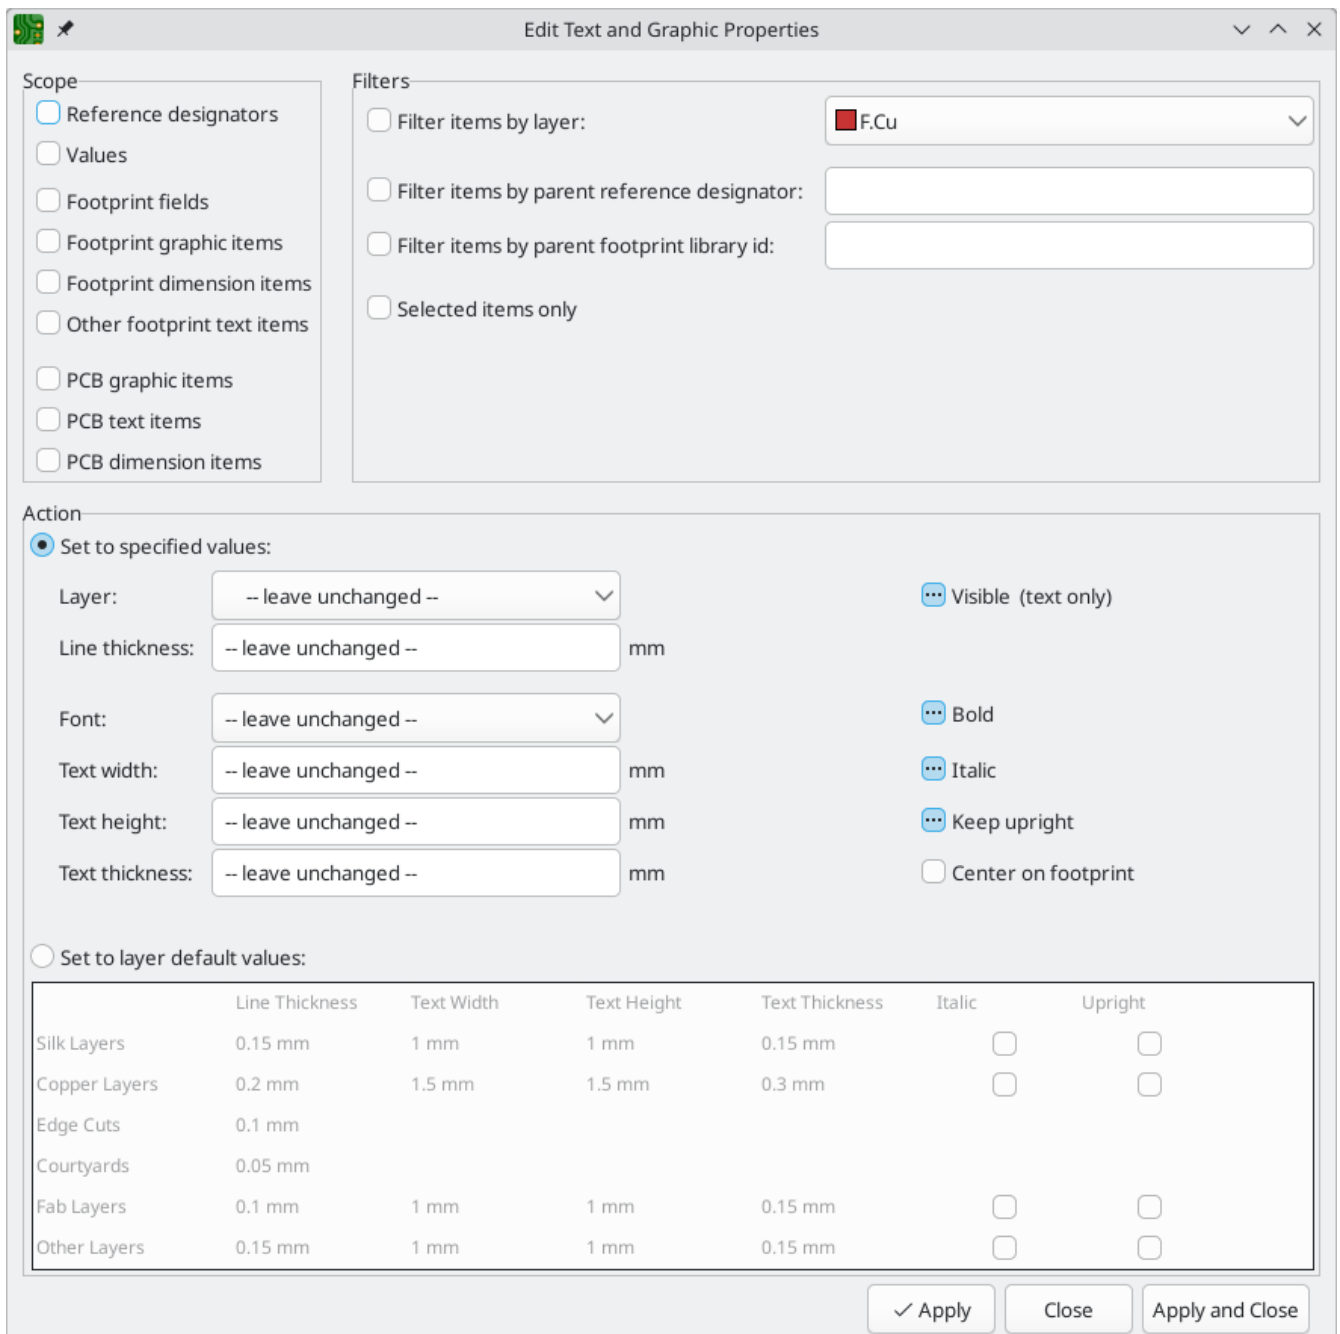 Edit Text and Graphic Properties
Scope
Reference designators
Values
Footprint fields
Footprint graphic items
Footprint dimension items
Other footprint text items
PCB graphic items
PCB text items
PCB dimension items
Filters
Filter items by layer: F.Cu
Filter items by parent reference designator:
Filter items by parent footprint library id:
Selected items only
Action
Set to specified values:
Layer: -- leave unchanged -- Visible (text only)
Line thickness: -- leave unchanged -- mm
Font: -- leave unchanged -- Bold
Text width: -- leave unchanged -- mm Italic
Text height: -- leave unchanged -- mm Keep upright
Text thickness: -- leave unchanged -- mm Center on footprint
Set to layer default values:
Line Thickness Text Width Text Height Text Thickness Italic Upright
Silk Layers 0.15 mm 1 mm 1 mm 0.15 mm
Copper Layers 0.2 mm 1.5 mm 1.5 mm 0.3 mm
Edge Cuts 0.1 mm
Courtyards 0.05 mm
Fab Layers 0.1 mm 1 mm 1 mm 0.15 mm
Other Layers 0.15 mm 1 mm 1 mm 0.15 mm
Apply Close Apply and Close